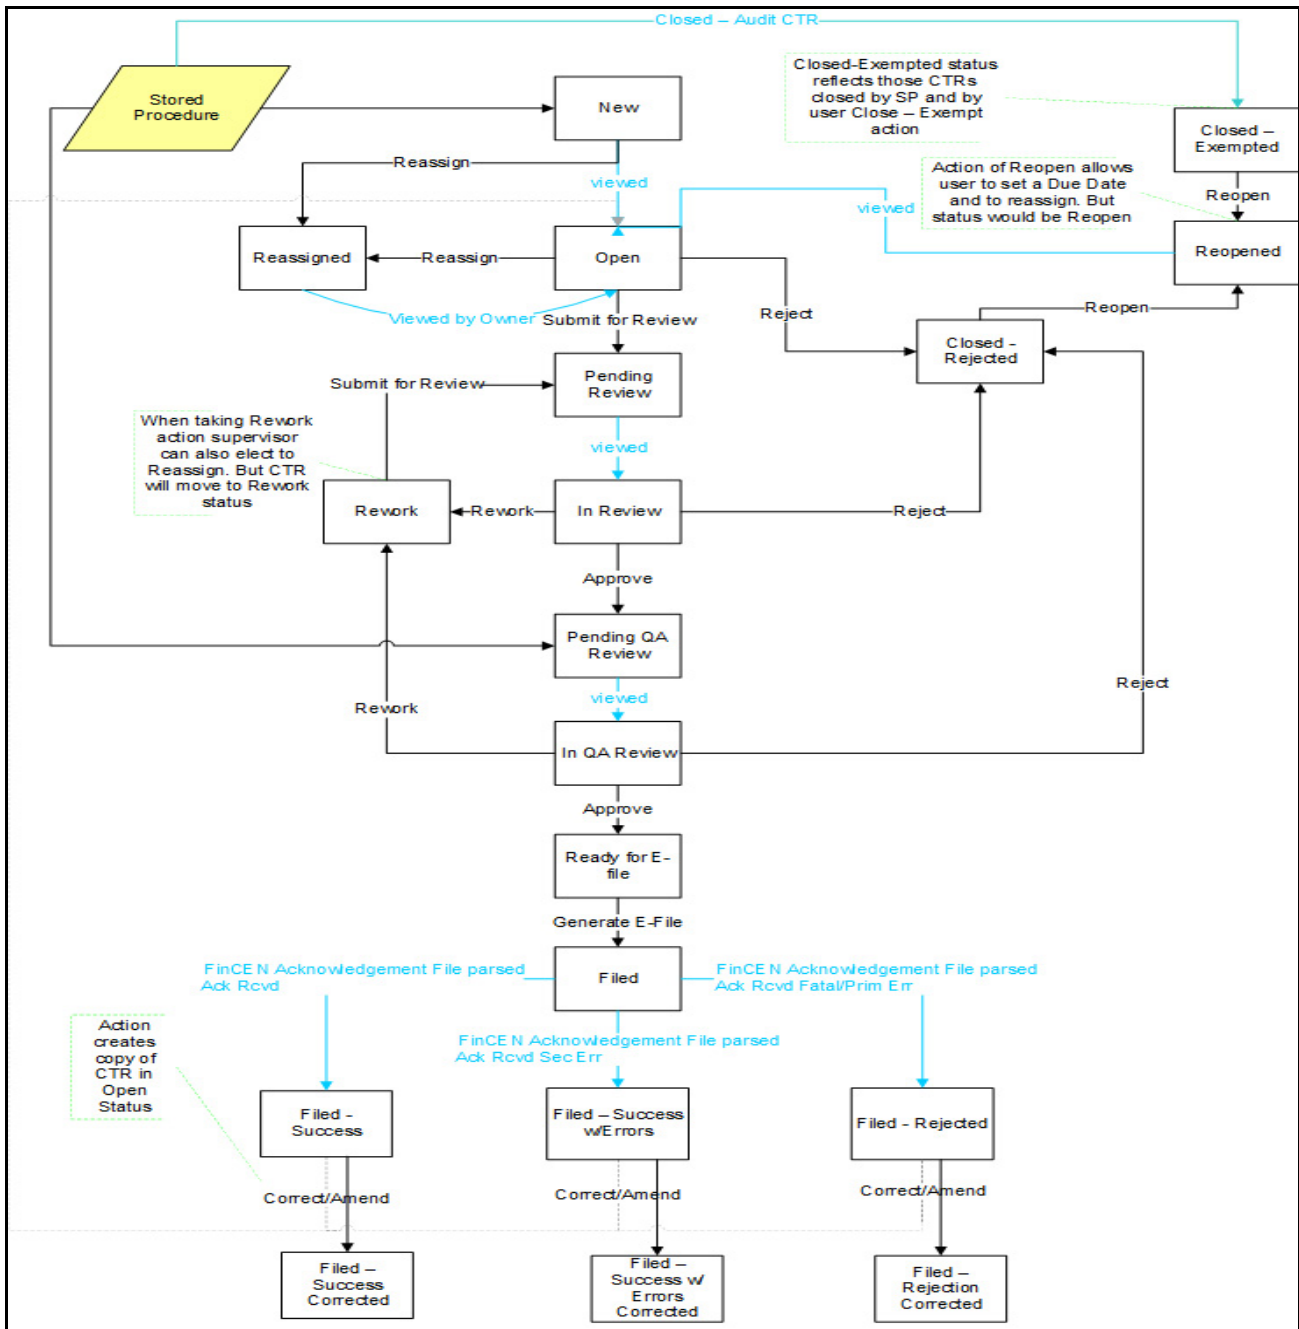 Closed – Audit CTR
Stored
Procedure
New
Closed-Exempted status
reflects those CTRs
closed by SP and by
user Close – Exempt
action
Closed –
Exempted
Reassign
viewed
Action of Reopen allows
user to set a Due Date
and to reassign. But
status would be Reopen
Reopen
viewed
Reassigned
Reassign
Open
Reopened
Viewed by Owner
Submit for Review
Reject
Reopen
Closed -
Rejected
Pending
Review
Submit for Review
When taking Rework
action supervisor
can also elect to
Reassign. But CTR
will move to Rework
status
viewed
Rework
Rework
In Review
Reject
Approve
Pending QA
Review
viewed
Reject
Rework
In QA Review
Approve
Ready for E-
file
Generate E-File
Filed
FinCEN Acknowledgement File parsed
Ack Rcvd
FinCEN Acknowledgement File parsed
Ack Rcvd Fatal/Prim Err
FinCEN Acknowledgement File parsed
Ack Rcvd Sec Err
Action
creates
copy of
CTR in
Open
Status
Filed -
Success
Filed – Success
w/Errors
Filed - Rejected
Correct/Amend
Correct/Amend
Correct/Amend
Filed –
Success
Corrected
Filed –
Success w/
Errors
Corrected
Filed –
Rejection
Corrected